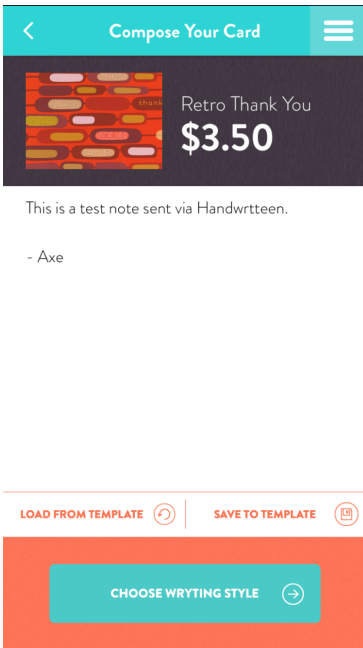 Compose Your Card
thank
Retro Thank You
$3.50
This is a test note sent via Handwrtteen.
- Axe
LOAD FROM TEMPLATE
SAVE TO TEMPLATE
CHOOSE WRYTING STYLE